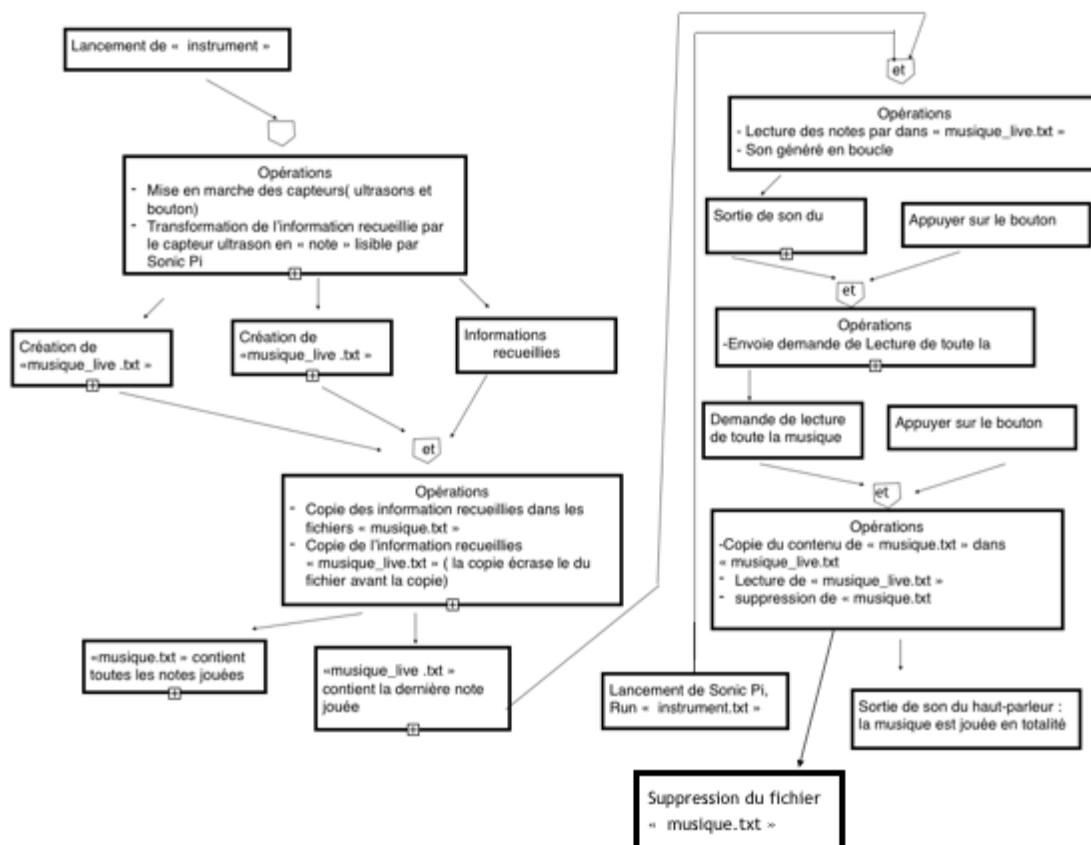 Lancement de «  instrument »
Opérations
- Mise en marche des capteurs( ultrasons et
bouton)
- Transformation de l'information recueillie par
le capteur ultrason en « note » lisible par
Sonic Pi
Création de
«musique_live .txt »
Création de
«musique_live .txt »
Informations
recueillies
et
Opérations
- Copie des information recueillies dans les
fichiers « musique.txt »
- Copie de l'information recueillies
« musique_live.txt » ( la copie écrase le du
fichier avant la copie)
«musique.txt » contient
toutes les notes jouées
«musique_live .txt »
contient la dernière note
jouée
et
Opérations
- Lecture des notes par dans « musique_live.txt »
- Son généré en boucle
Sortie de son du
Appuyer sur le bouton
et
Opérations
-Envoie demande de Lecture de toute la
Demande de lecture
de toute la musique
Appuyer sur le bouton
et
Opérations
-Copie du contenu de « musique.txt » dans
« musique_live.txt
- Lecture de « musique_live.txt »
- suppression de « musique.txt
Lancement de Sonic Pi,
Run «  instrument.txt »
Sortie de son du haut-parleur :
la musique est jouée en totalité
Suppression du fichier
«  musique.txt »